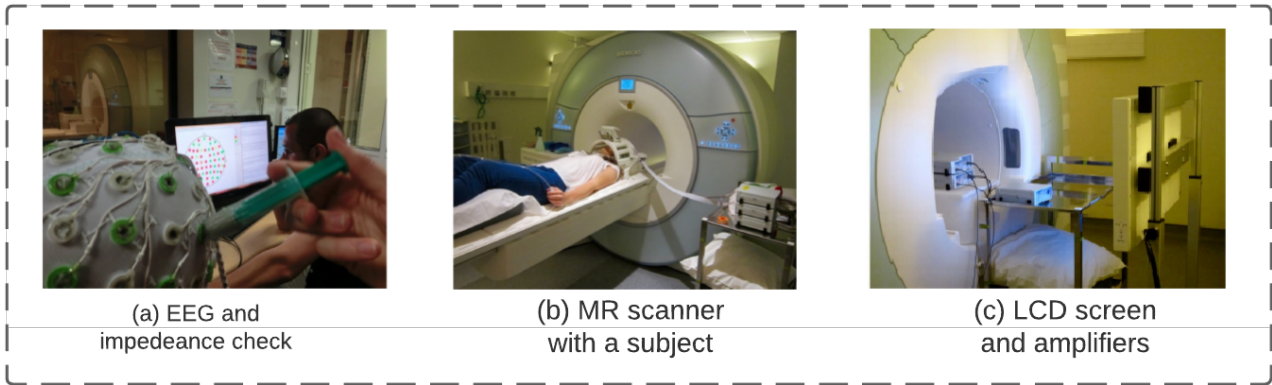 (a) EEG and
impedeance check
(b) MR scanner
with a subject
(c) LCD screen
and amplifiers